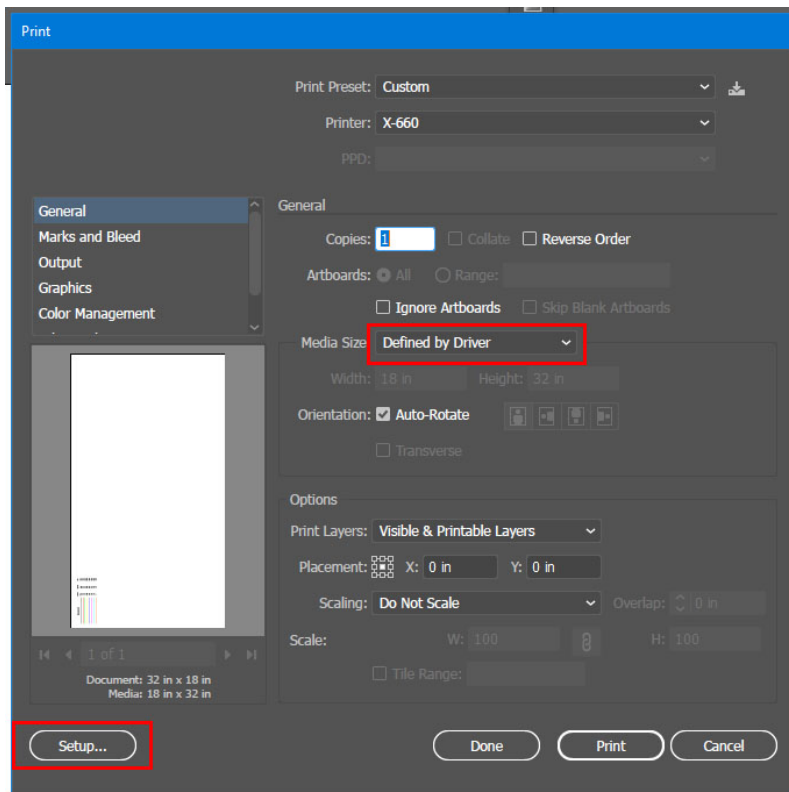 Print
Print Preset: Custom
Printer: X-660
PPD:
General
Marks and Bleed
Output
Graphics
Color Management
General
Copies: 1 Collate Reverse Order
Artboards: All Range:
Ignore Artboards Skip Blank Artboards
Media Size Defined by Driver
Width: 18 in Height: 32 in
Orientation: Auto-Rotate
Transverse
Options
Print Layers: Visible & Printable Layers
Placement: X: 0 in Y: 0 in
Scaling: Do Not Scale Overlap: 0 in
Scale: W: 100 H: 100
Tile Range:
1 of 1
Document: 32 in x 18 in
Media: 18 in x 32 in
Setup... Done Print Cancel